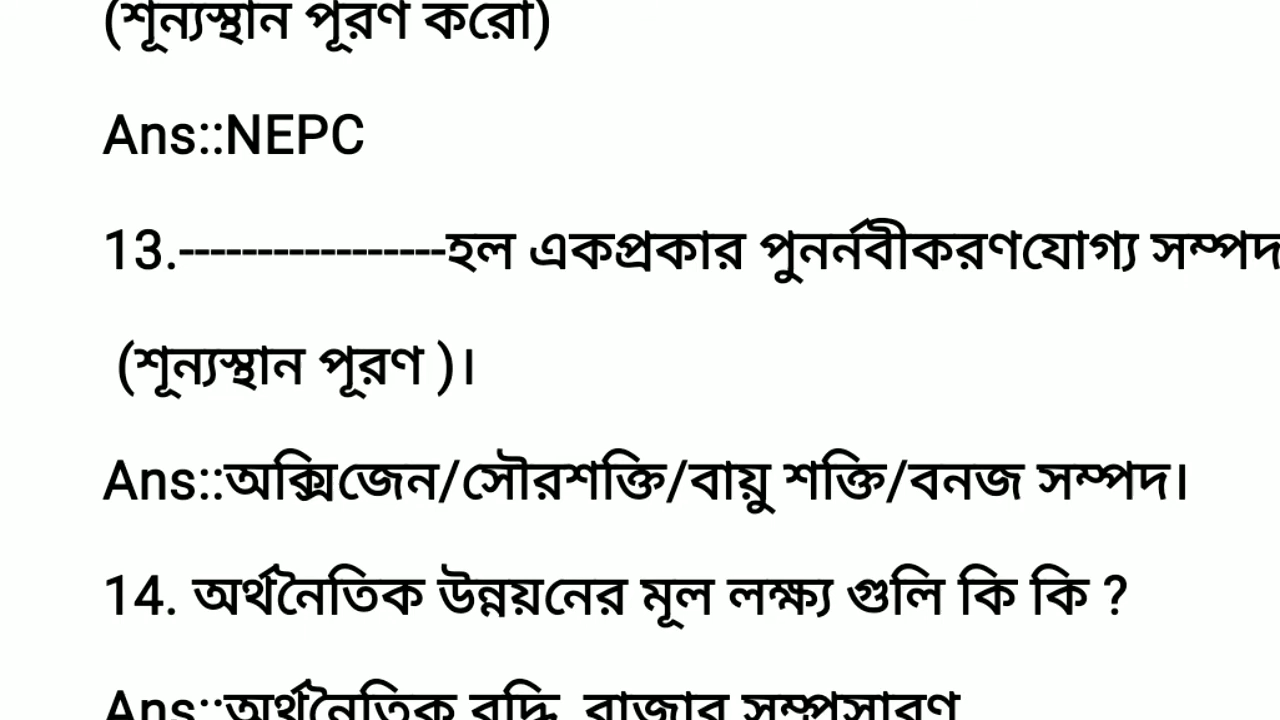 (শূন্যস্থান পূরণ করো)
Ans::NEPC
13.-----------------হল একপ্রকার পুনর্নবীকরণযোগ্য সম্পদ
(শূন্যস্থান পূরণ )।
Ans::অক্সিজেন/সৌরশক্তি/বায়ু শক্তি/বনজ সম্পদ।
14. অর্থনৈতিক উন্নয়নের মূল লক্ষ্য গুলি কি কি ?
Ans::অর্থনৈতিক বৃদ্ধি, বাজার সম্প্রসারণ